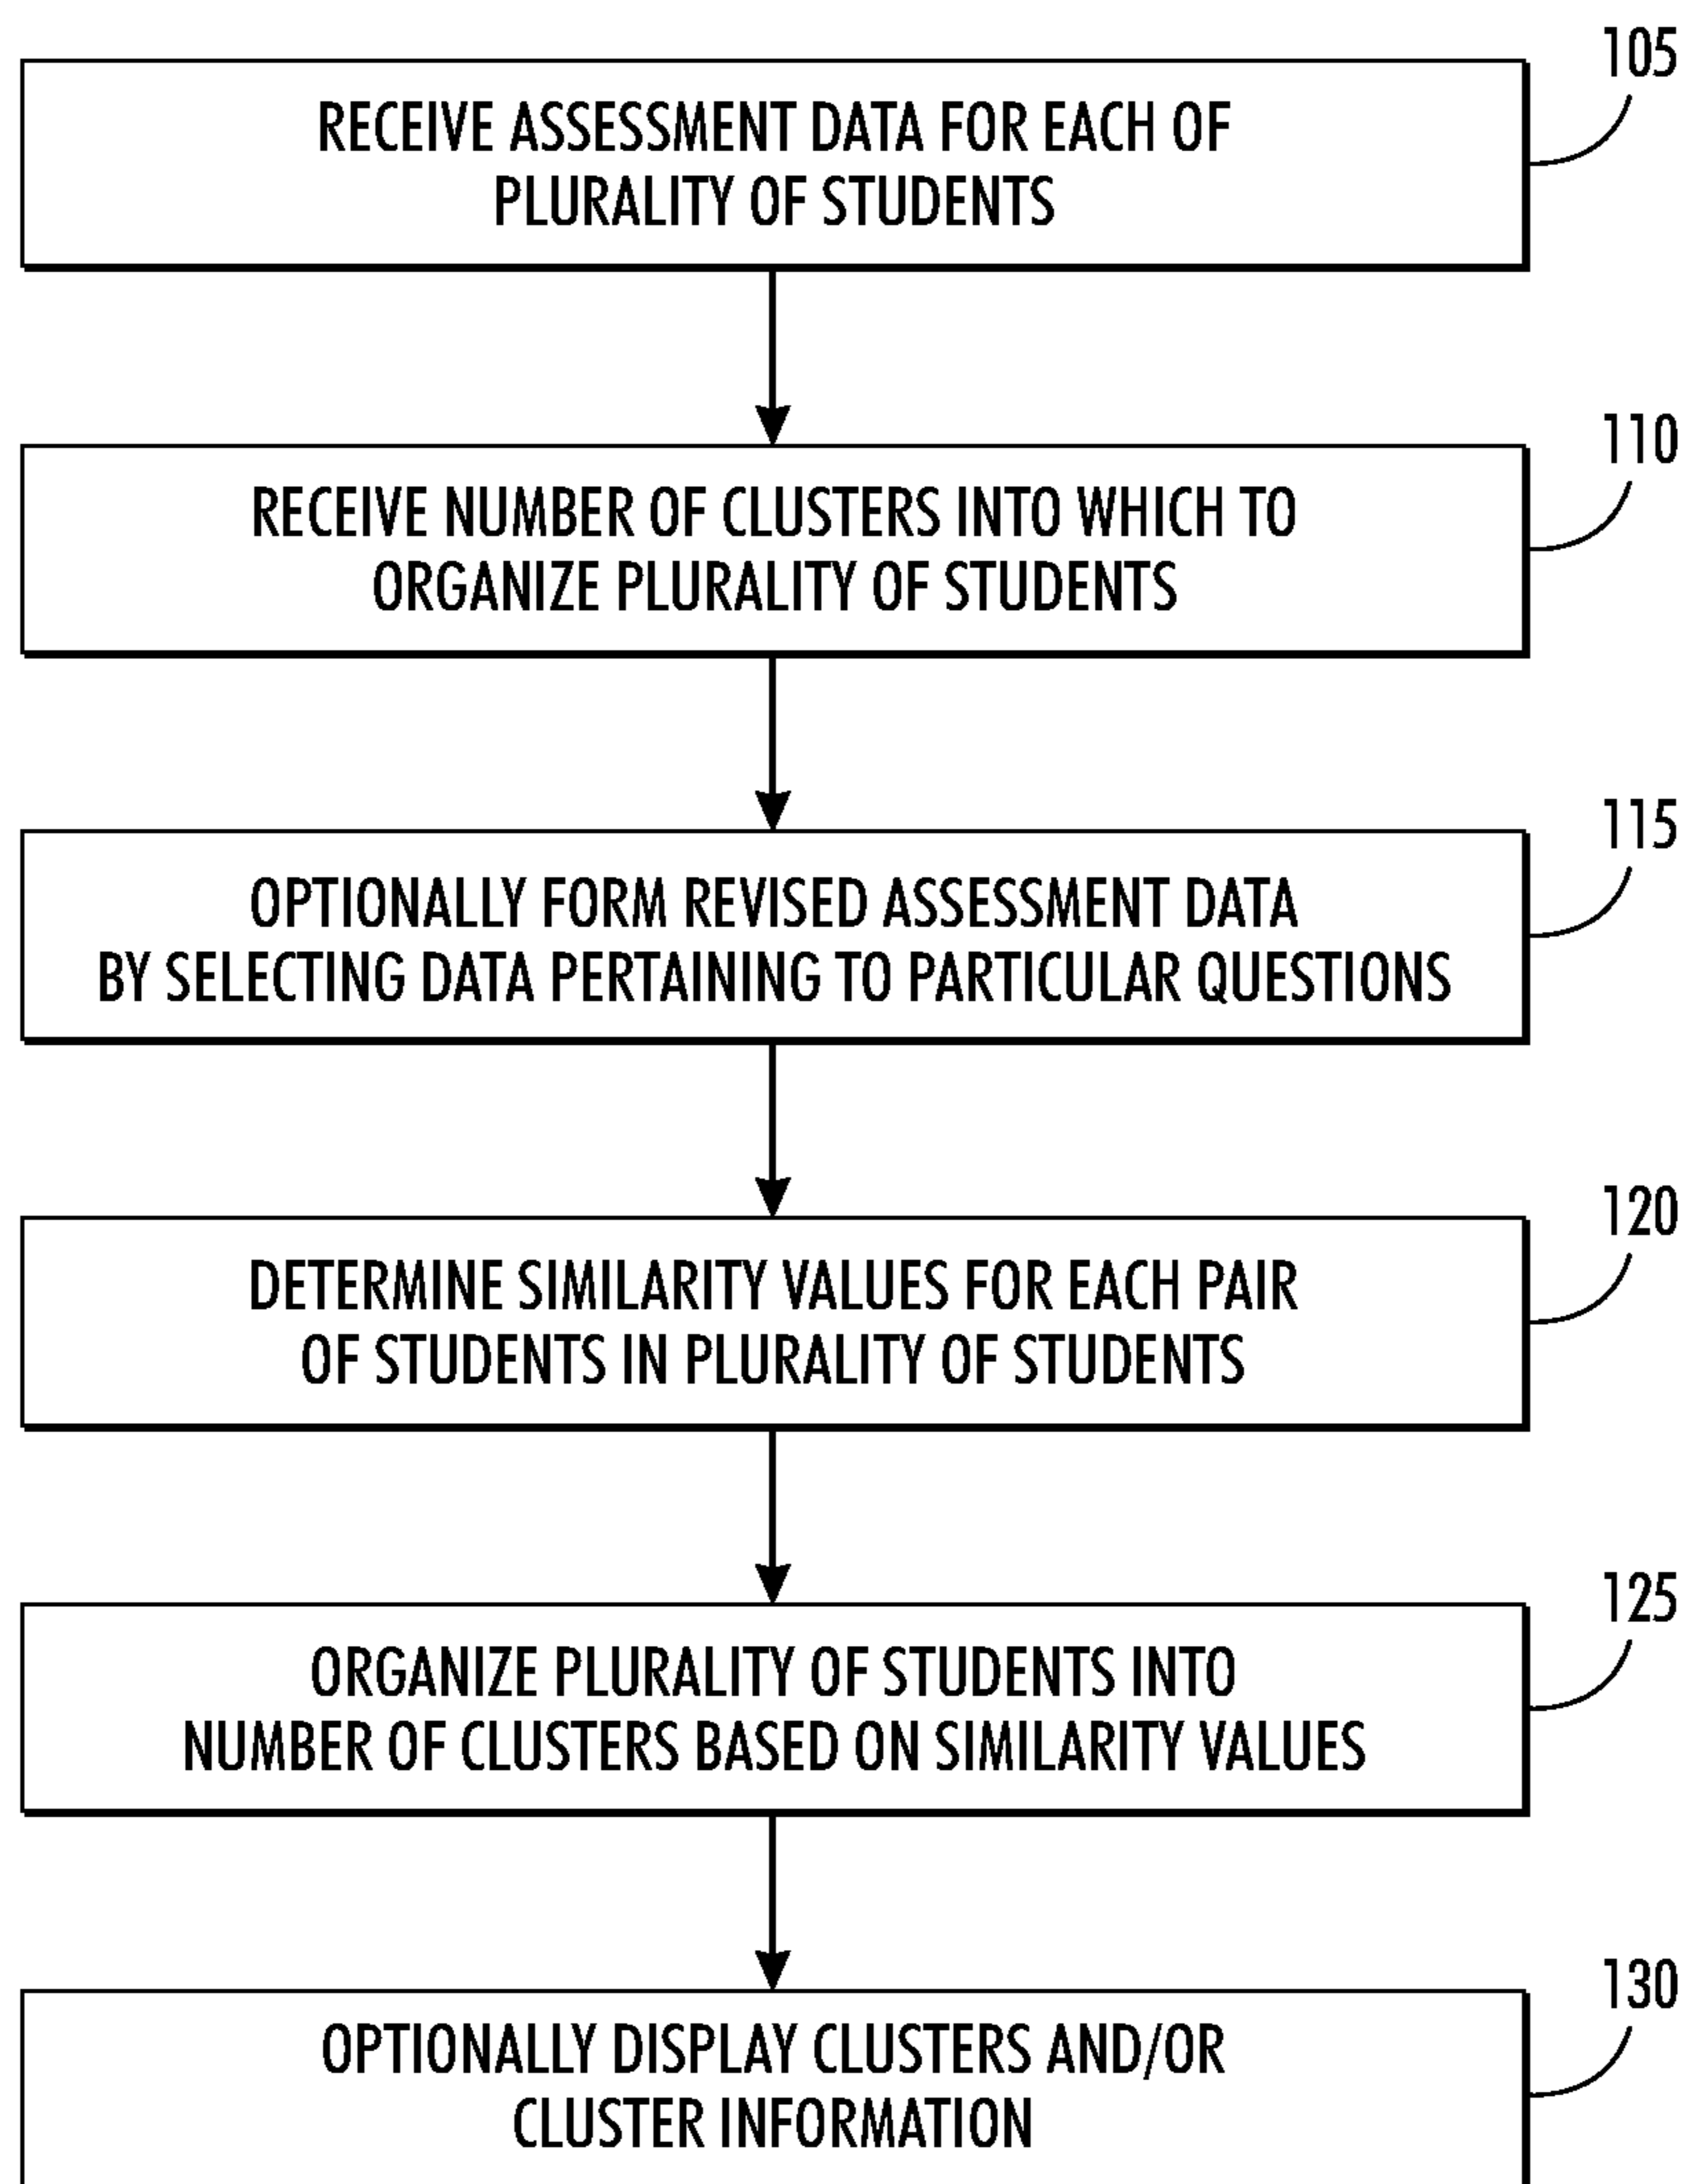 105
RECEIVE ASSESSMENT DATA FOR EACH OF
PLURALITY OF STUDENTS
110
RECEIVE NUMBER OF CLUSTERS INTO WHICH TO
ORGANIZE PLURALITY OF STUDENTS
115
OPTIONALLY FORM REVISED ASSESSMENT DATA
BY SELECTING DATA PERTAINING TO PARTICULAR QUESTIONS
120
DETERMINE SIMILARITY VALUES FOR EACH PAIR
OF STUDENTS IN PLURALITY OF STUDENTS
125
ORGANIZE PLURALITY OF STUDENTS INTO
NUMBER OF CLUSTERS BASED ON SIMILARITY VALUES
130
OPTIONALLY DISPLAY CLUSTERS AND/OR
CLUSTER INFORMATION